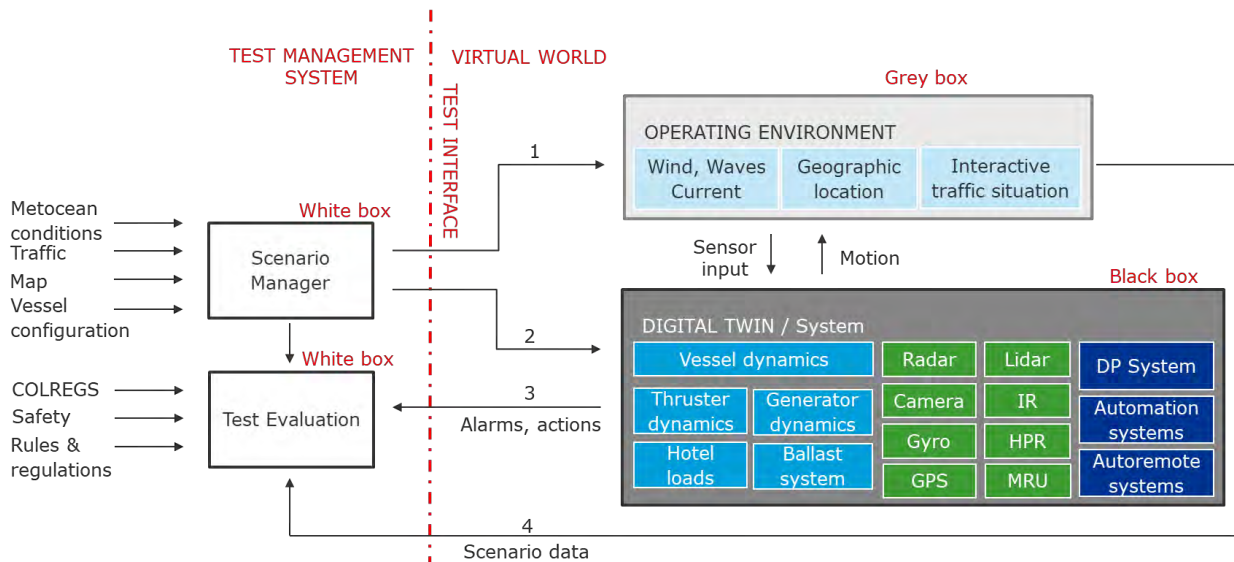 TEST MANAGEMENT
SYSTEM
VIRTUAL WORLD
TEST INTERFACE
Grey box
OPERATING ENVIRONMENT
Wind, Waves
Current
Geographic
location
Interactive
traffic situation
1
Metocean
conditions
Traffic
Map
Vessel
configuration
White box
Scenario
Manager
Sensor
input
Motion
Black box
2
DIGITAL TWIN / System
Vessel dynamics
Thruster
dynamics
Generator
dynamics
Hotel
loads
Ballast
system
Radar
Lidar
Camera
IR
Gyro
HPR
GPS
MRU
DP System
Automation
systems
Autoremote
systems
White box
COLREGS
Safety
Rules &
regulations
Test Evaluation
3
Alarms, actions
4
Scenario data